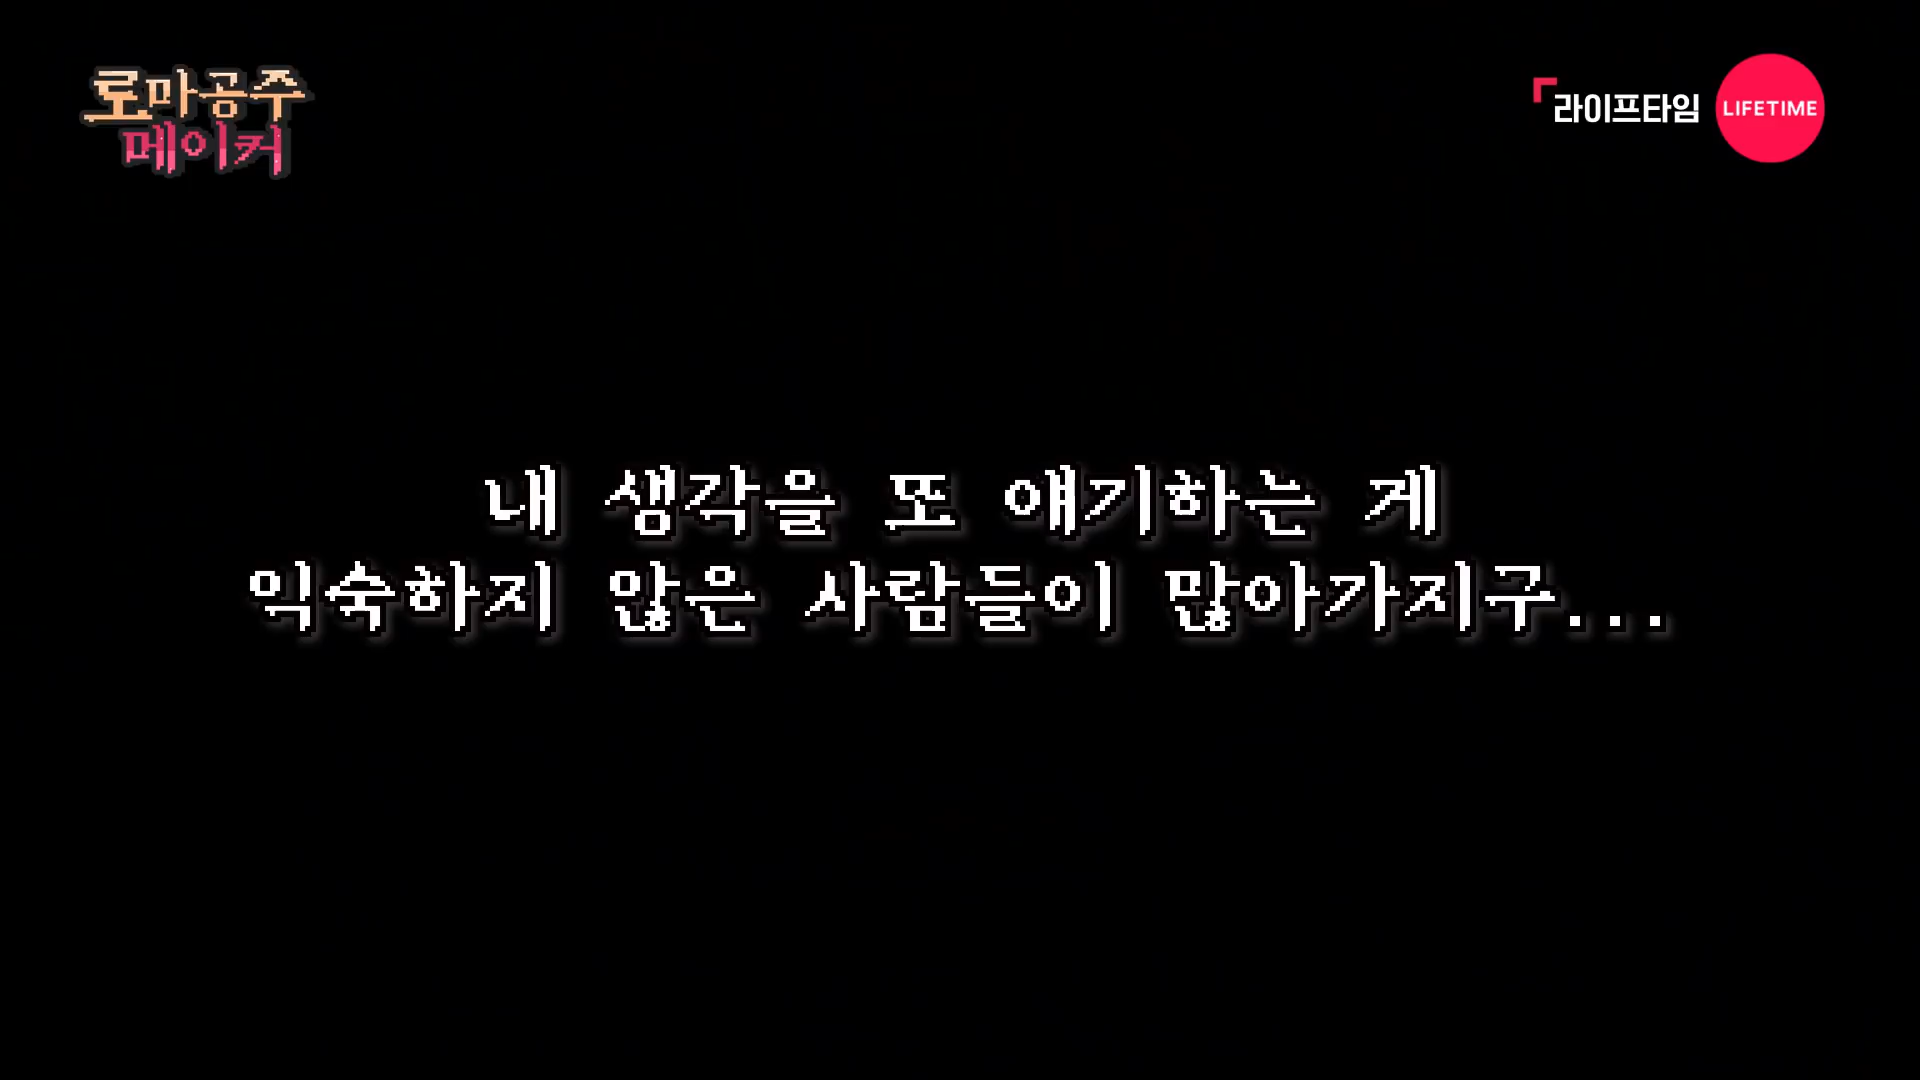 로마공주
메이커
라이프타임
LIFETIME
내 생각을 또 얘기하는 게
익숙하지 않은 사람들이 많아가지구...